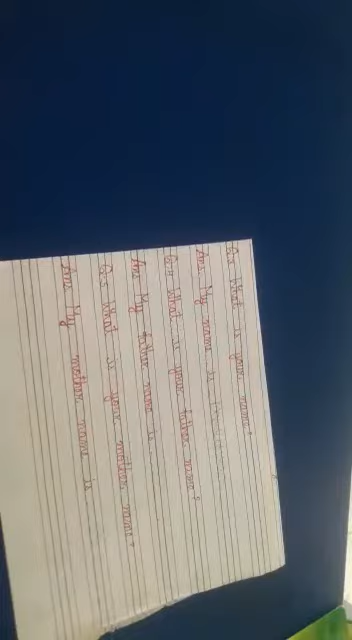 Q.1 What is your name?
Ans My name is
Q.2 What is your father name?
Ans My father name is ......
Q.3 What is your mother name?
Ans My mother name is ......